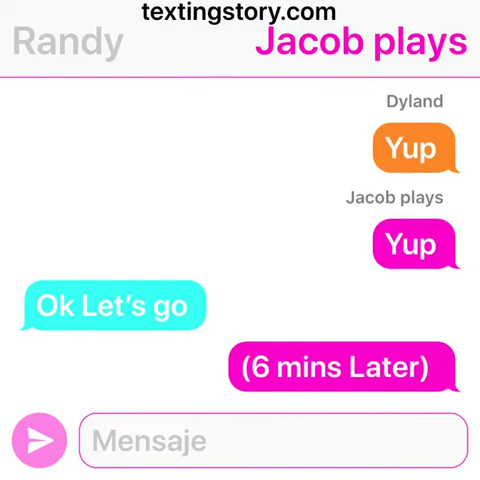 textingstory.com
Randy Jacob plays
Dyland
Yup
Jacob plays
Yup
Ok Let's go
(6 mins Later)
Mensaje